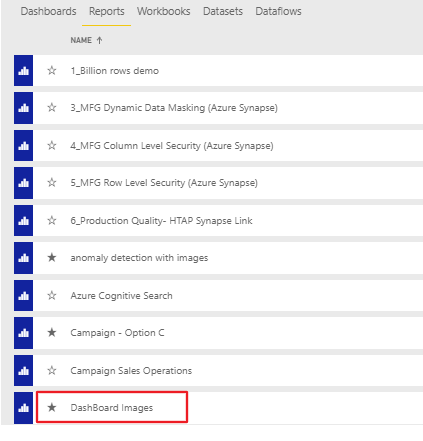 Dashboards Reports Workbooks Datasets Dataflows
NAME ↑
1_Billion rows demo
3_MFG Dynamic Data Masking (Azure Synapse)
4_MFG Column Level Security (Azure Synapse)
5_MFG Row Level Security (Azure Synapse)
6_Production Quality- HTAP Synapse Link
anomaly detection with images
Azure Cognitive Search
Campaign - Option C
Campaign Sales Operations
DashBoard Images